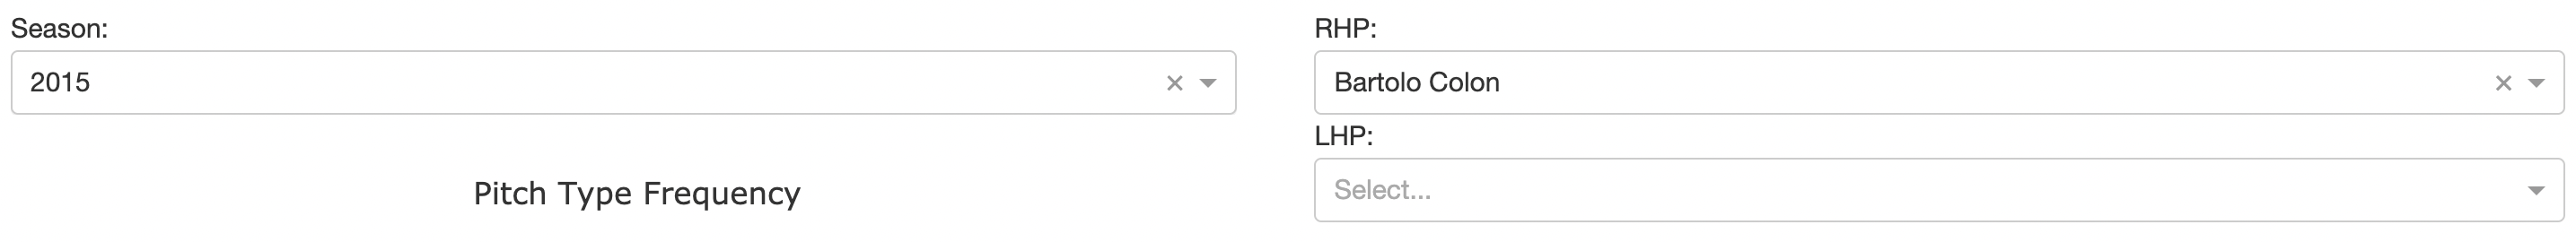 Season:
2015
RHP:
Bartolo Colon
LHP:
Select...
Pitch Type Frequency